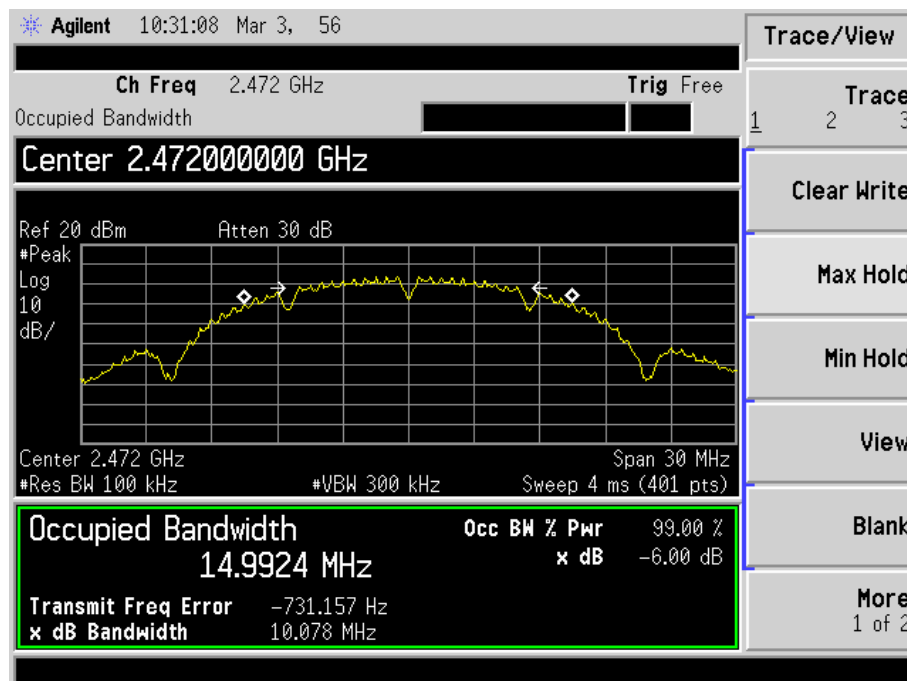 Agilent 10:31:08 Mar 3, 56
Trace/View
Ch Freq 2.472 GHz Trig Free
Occupied Bandwidth
Trace
1 2 3
Center 2.472000000 GHz
Clear Write
Ref 20 dBm Atten 30 dB
#Peak
Log
10
dB/
Max Hold
Min Hold
View
Center 2.472 GHz Span 30 MHz
#Res BW 100 kHz #VBW 300 kHz Sweep 4 ms (401 pts)
Occupied Bandwidth Occ BW % Pwr 99.00 %
14.9924 MHz x dB -6.00 dB
Blank
Transmit Freq Error -731.157 Hz
x dB Bandwidth 10.078 MHz
More
1 of 2